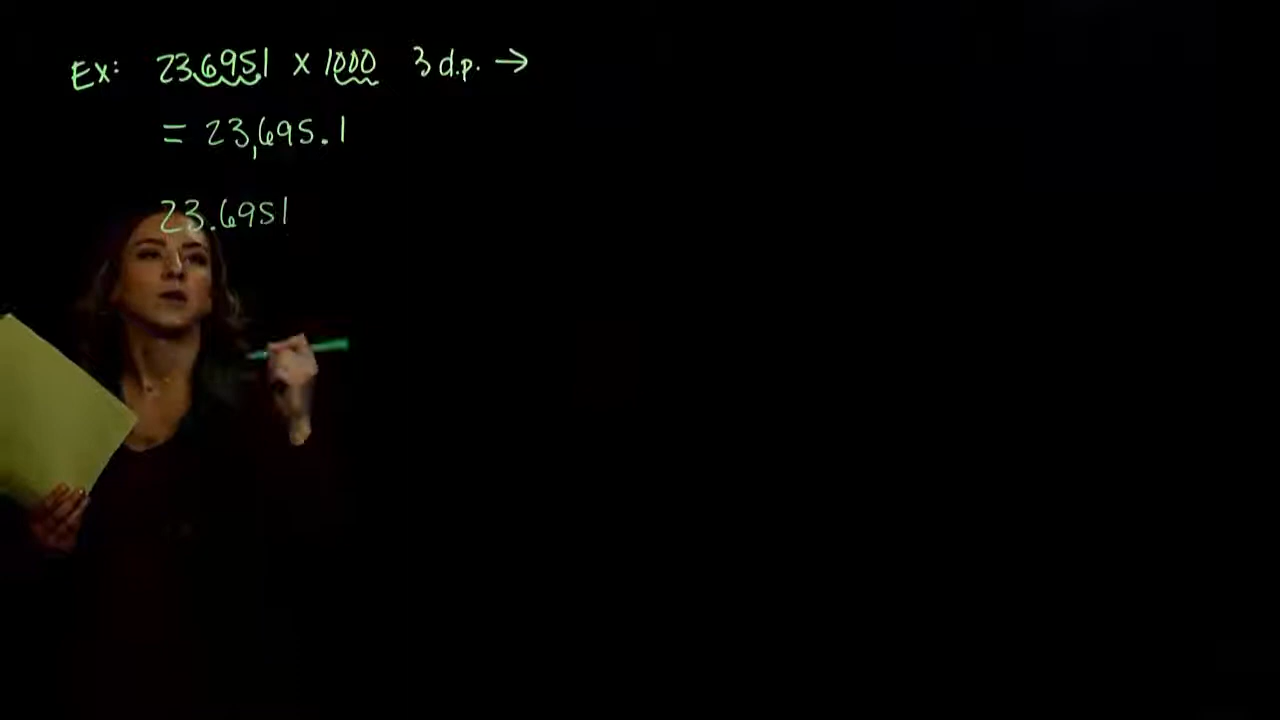 Ex: 23.6951 x 1000 3 d.p. →
= 23,695.1
23.6951